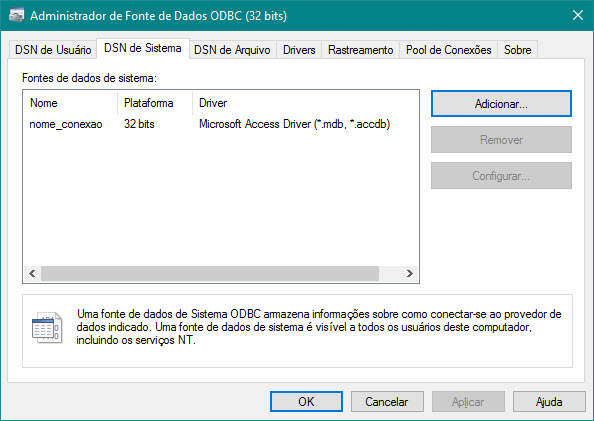 Administrador de Fonte de Dados ODBC (32 bits)
DSN de Usuário DSN de Sistema DSN de Arquivo Drivers Rastreamento Pool de Conexões Sobre
Fontes de dados de sistema:
Nome Plataforma Driver
nome_conexao 32 bits Microsoft Access Driver (*.mdb, *.accdb)
Adicionar...
Remover
Configurar...
Uma fonte de dados de Sistema ODBC armazena informações sobre como conectar-se ao provedor de
dados indicado. Uma fonte de dados de sistema é visível a todos os usuários deste computador,
incluindo os serviços NT.
OK Cancelar Aplicar Ajuda